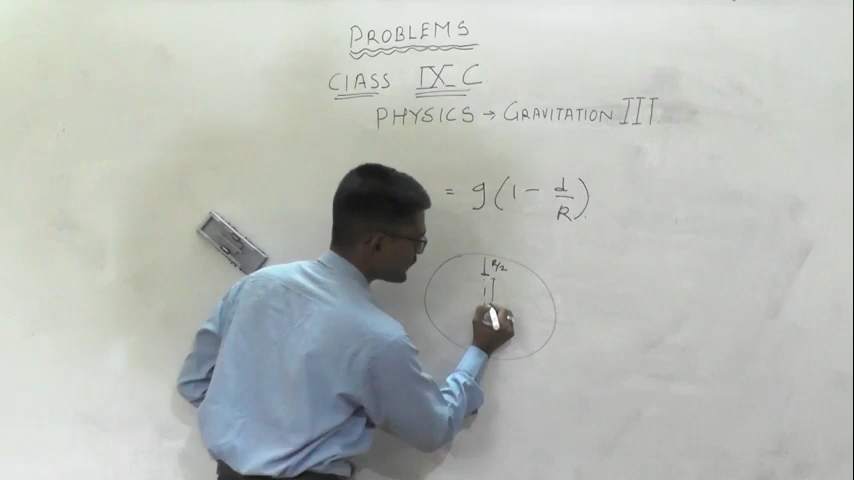 PROBLEMS
CLASS IX C
PHYSICS → GRAVITATION III.
= g(1 - d/R).
R/2